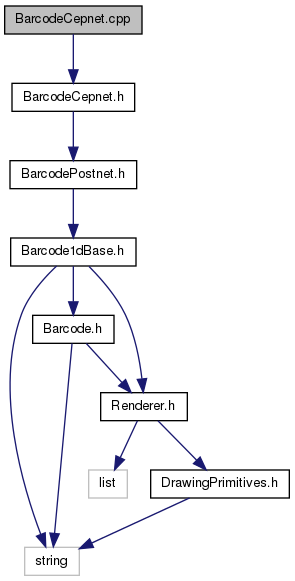 BarcodeCepnet.cpp
BarcodeCepnet.h
BarcodePostnet.h
Barcode1dBase.h
Barcode.h
Renderer.h
list
DrawingPrimitives.h
string